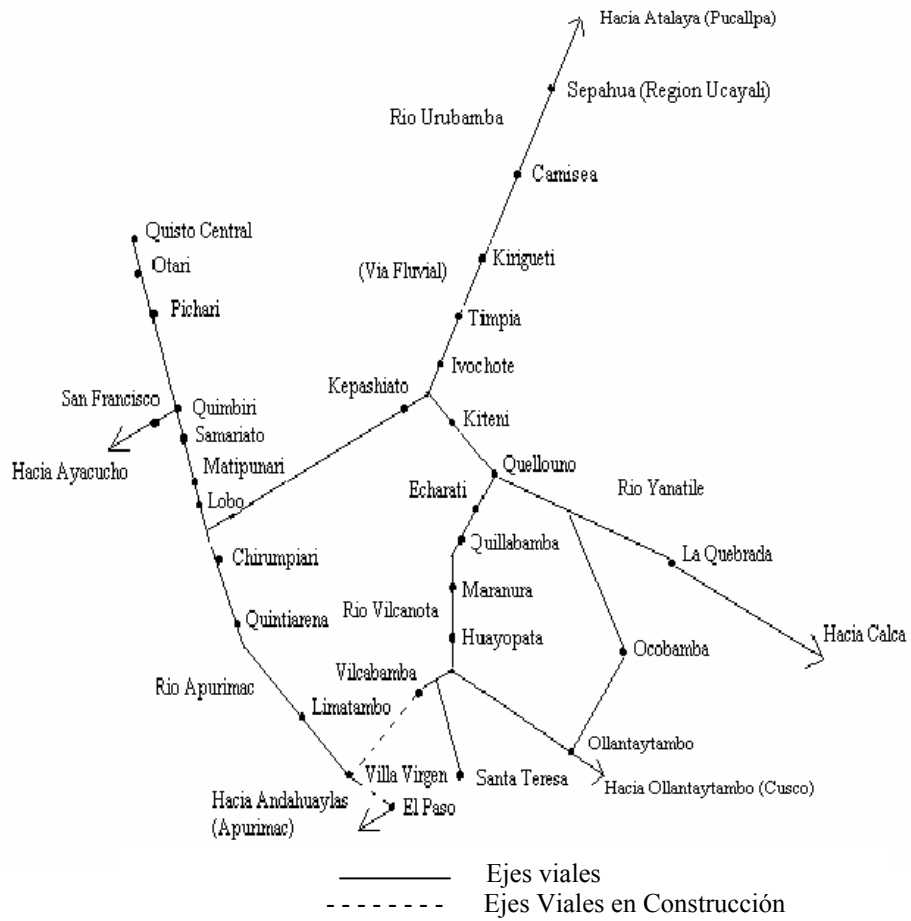 Hacia Atalaya (Pucallpa)
Sepahua (Region Ucayali)
Rio Urubamba
Camisea
Quisto Central
Otari
(Via Fluvial)
Kirigueti
Pichari
Timpia
Ivochote
San Francisco
Kepashiato
Quimbiri
Kiteni
Samariato
Hacia Ayacucho
Matipunari
Quellouno
Lobo
Echarati
Rio Yanatile
Quillabamba
Chirumpiari
La Quebrada
Maranura
Rio Vilcanota
Quintiarena
Huayopata
Hacia Calca
Ocobamba
Vilcabamba
Rio Apurimac
Limatambo
Ollantaytambo
Villa Virgen
Santa Teresa
Hacia Ollantaytambo (Cusco)
Hacia Andahuaylas
(Apurimac)
El Paso
Ejes viales
Ejes Viales en Construcción